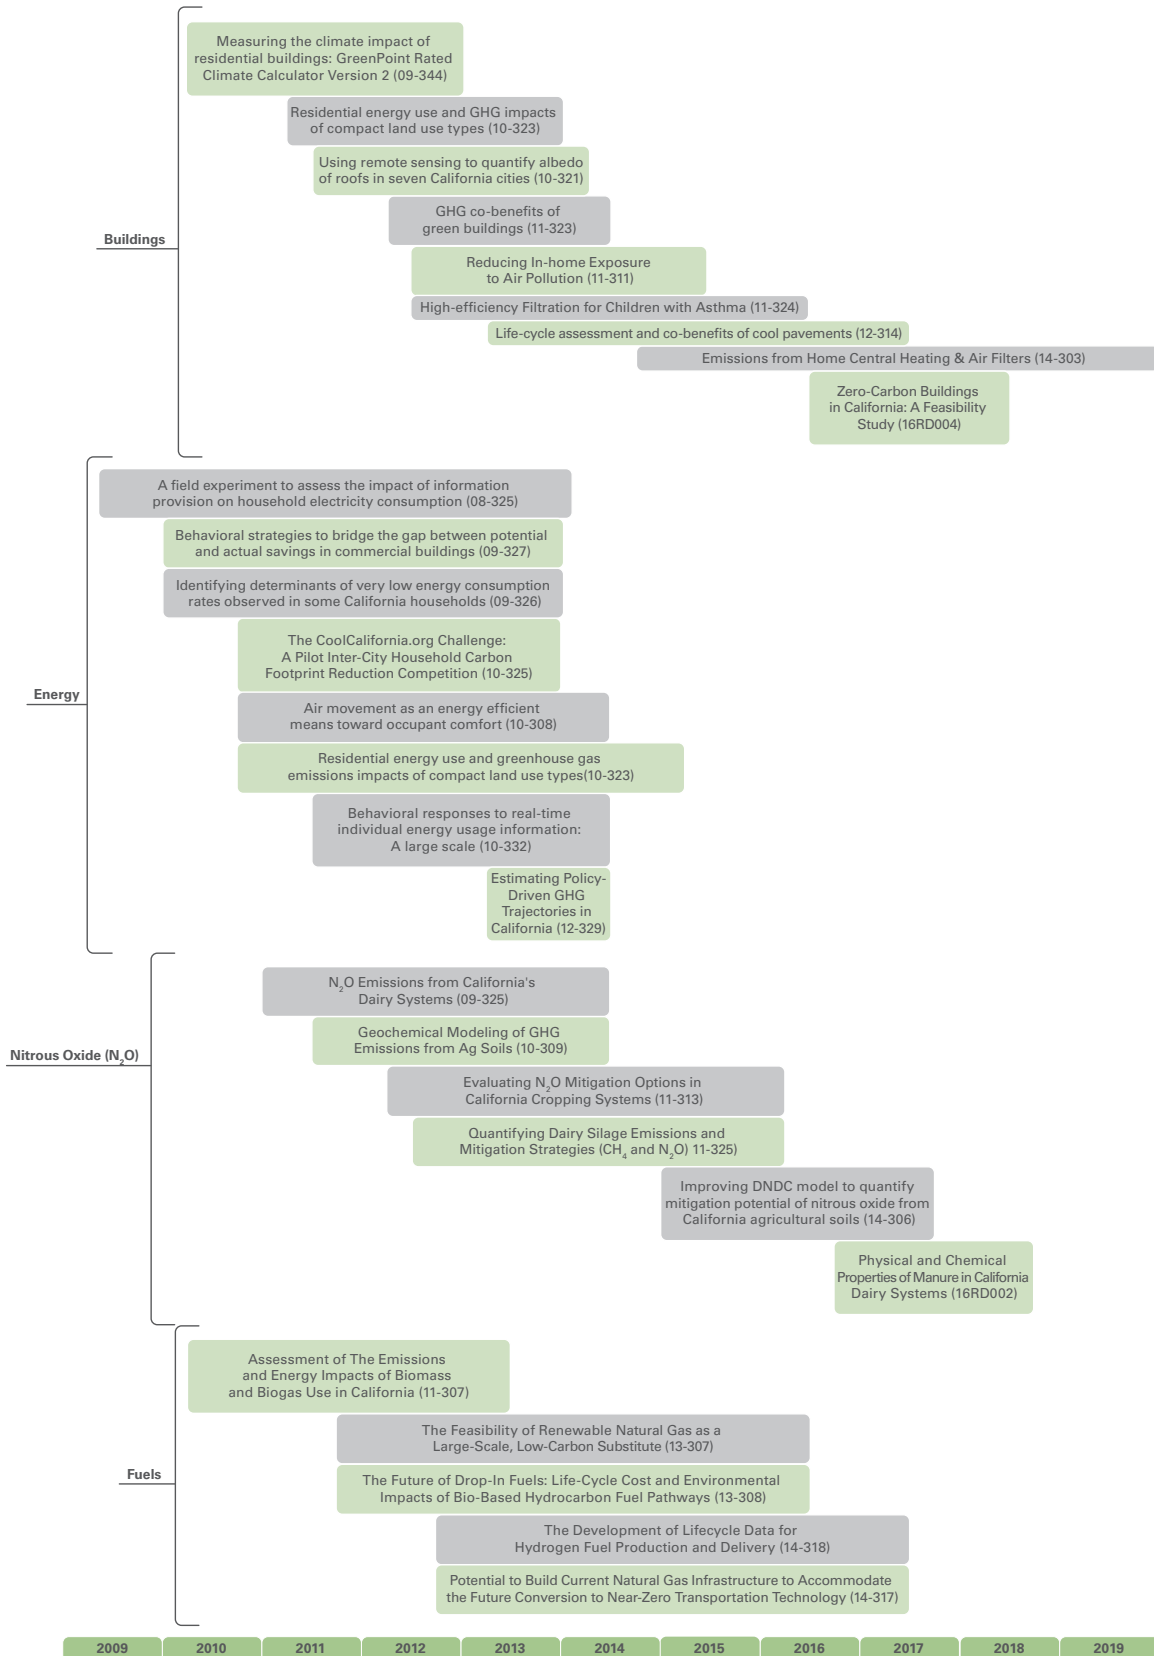 Buildings
Measuring the climate impact of
residential buildings: GreenPoint Rated
Climate Calculator Version 2 (09-344)
Residential energy use and GHG impacts
of compact land use types (10-323)
Using remote sensing to quantify albedo
of roofs in seven California cities (10-321)
GHG co-benefits of
green buildings (11-323)
Reducing In-home Exposure
to Air Pollution (11-311)
High-efficiency Filtration for Children with Asthma (11-324)
Life-cycle assessment and co-benefits of cool pavements (12-314)
Emissions from Home Central Heating & Air Filters (14-303)
Zero-Carbon Buildings
in California: A Feasibility
Study (16RD004)
Energy
A field experiment to assess the impact of information
provision on household electricity consumption (08-325)
Behavioral strategies to bridge the gap between potential
and actual savings in commercial buildings (09-327)
Identifying determinants of very low energy consumption
rates observed in some California households (09-326)
The CoolCalifornia.org Challenge:
A Pilot Inter-City Household Carbon
Footprint Reduction Competition (10-325)
Air movement as an energy efficient
means toward occupant comfort (10-308)
Residential energy use and greenhouse gas
emissions impacts of compact land use types(10-323)
Behavioral responses to real-time
individual energy usage information:
A large scale (10-332)
Estimating Policy-
Driven GHG
Trajectories in
California (12-329)
Nitrous Oxide (N₂O)
N₂O Emissions from California's
Dairy Systems (09-325)
Geochemical Modeling of GHG
Emissions from Ag Soils (10-309)
Evaluating N₂O Mitigation Options in
California Cropping Systems (11-313)
Quantifying Dairy Silage Emissions and
Mitigation Strategies (CH₄ and N₂O) 11-325)
Improving DNDC model to quantify
mitigation potential of nitrous oxide from
California agricultural soils (14-306)
Physical and Chemical
Properties of Manure in California
Dairy Systems (16RD002)
Fuels
Assessment of The Emissions
and Energy Impacts of Biomass
and Biogas Use in California (11-307)
The Feasibility of Renewable Natural Gas as a
Large-Scale, Low-Carbon Substitute (13-307)
The Future of Drop-In Fuels: Life-Cycle Cost and Environmental
Impacts of Bio-Based Hydrocarbon Fuel Pathways (13-308)
The Development of Lifecycle Data for
Hydrogen Fuel Production and Delivery (14-318)
Potential to Build Current Natural Gas Infrastructure to Accommodate
the Future Conversion to Near-Zero Transportation Technology (14-317)
2009 2010 2011 2012 2013 2014 2015 2016 2017 2018 2019